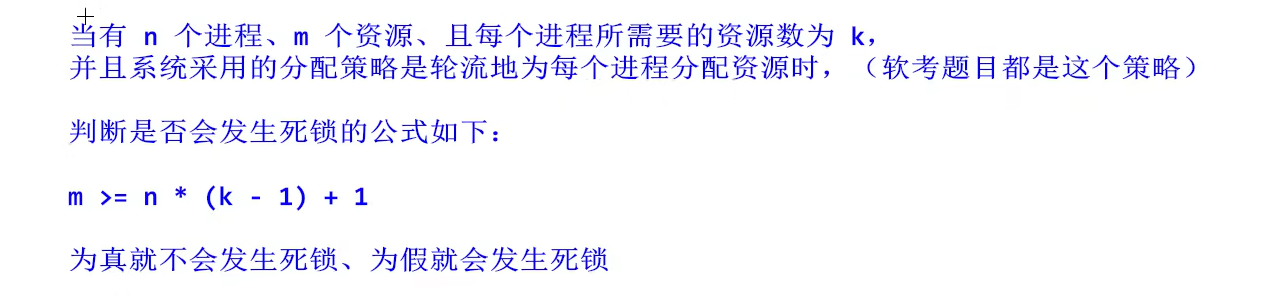 当有 n 个进程、m 个资源、且每个进程所需要的资源数为 k,
并且系统采用的分配策略是轮流地为每个进程分配资源时，（软考题目都是这个策略）
判断是否会发生死锁的公式如下：
m >= n * (k - 1) + 1
为真就不会发生死锁、为假就会发生死锁